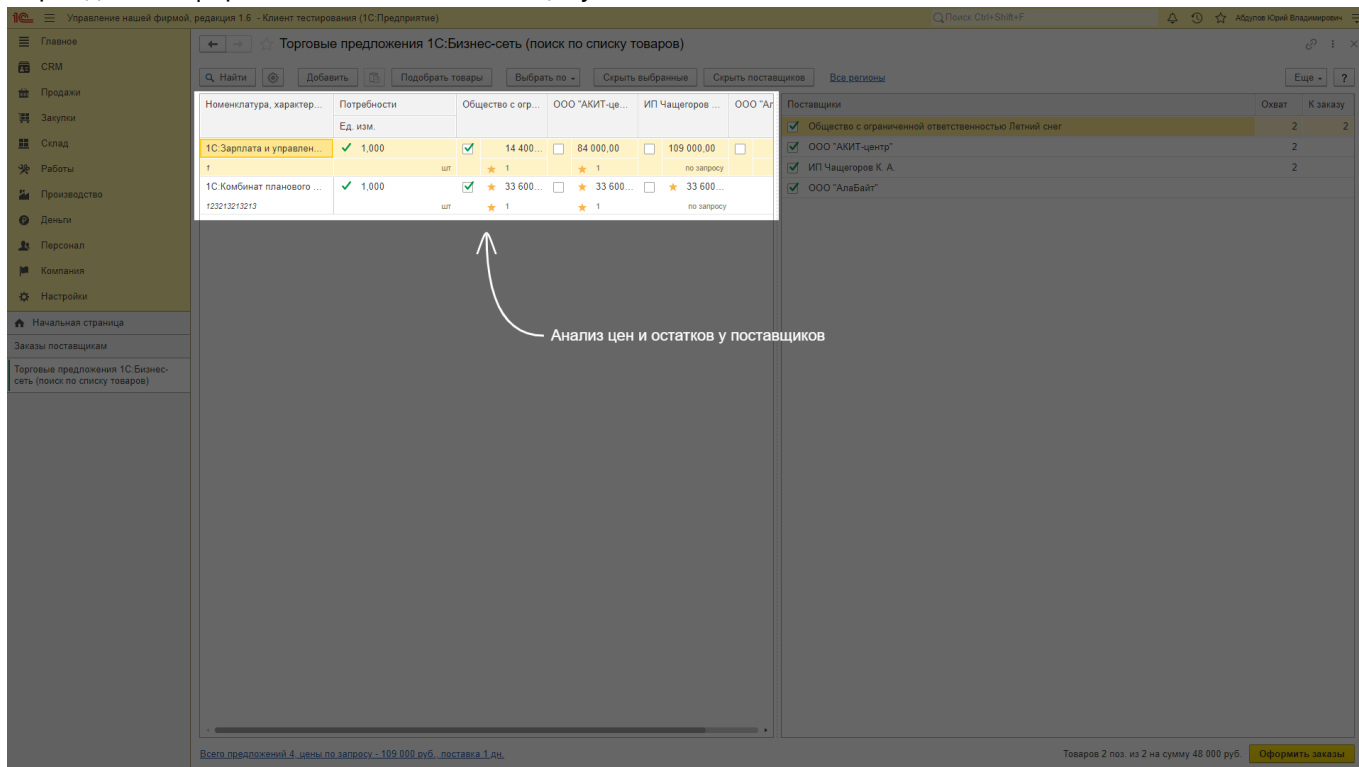 1С Управление нашей фирмой, редакция 1.6 - Клиент тестирования (1С:Предприятие) Поиск Ctrl+Shift+F Абдулов Юрий Владимирович
Главное
CRM
Продажи
Закупки
Склад
Работы
Производство
Деньги
Персонал
Компания
Настройки
Начальная страница
Заказы поставщикам
Торговые предложения 1С:Бизнес-
сеть (поиск по списку товаров)
Торговые предложения 1С:Бизнес-сеть (поиск по списку товаров)
Найти Добавить Подобрать товары Выбрать по Скрыть выбранные Скрыть поставщиков Все регионы Еще ?
Номенклатура, характер... Потребности Общество с огр... ООО "АКИТ-це... ИП Чащегоров ... ООО "Ал
Ед. изм.
1С:Зарплата и управлен... 1,000 14 400... 84 000,00 109 000,00
1 шт 1 1 по запросу
1С:Комбинат планового ... 1,000 33 600... 33 600... 33 600...
123213213213 шт 1 1 по запросу
Поставщики Охват К заказу
Общество с ограниченной ответственностью Летний снег 2 2
ООО "АКИТ-центр" 2
ИП Чащегоров К. А. 2
ООО "АлаБайт"
Анализ цен и остатков у поставщиков
Всего предложений 4, цены по запросу - 109 000 руб., поставка 1 дн.
Товаров 2 поз. из 2 на сумму 48 000 руб. Оформить заказы